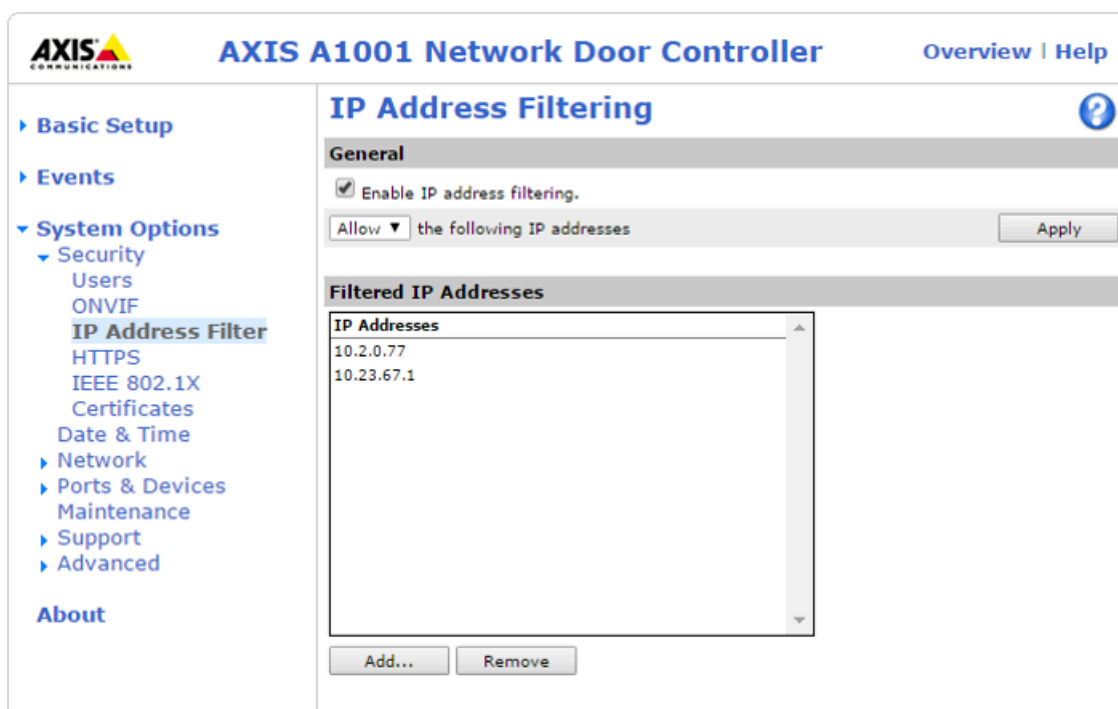 AXIS
COMMUNICATIONS
AXIS A1001 Network Door Controller
Overview | Help
Basic Setup
Events
System Options
Security
Users
ONVIF
IP Address Filter
HTTPS
IEEE 802.1X
Certificates
Date & Time
Network
Ports & Devices
Maintenance
Support
Advanced
About
IP Address Filtering
?
General
Enable IP address filtering.
Allow the following IP addresses
Apply
Filtered IP Addresses
IP Addresses
10.2.0.77
10.23.67.1
Add... Remove